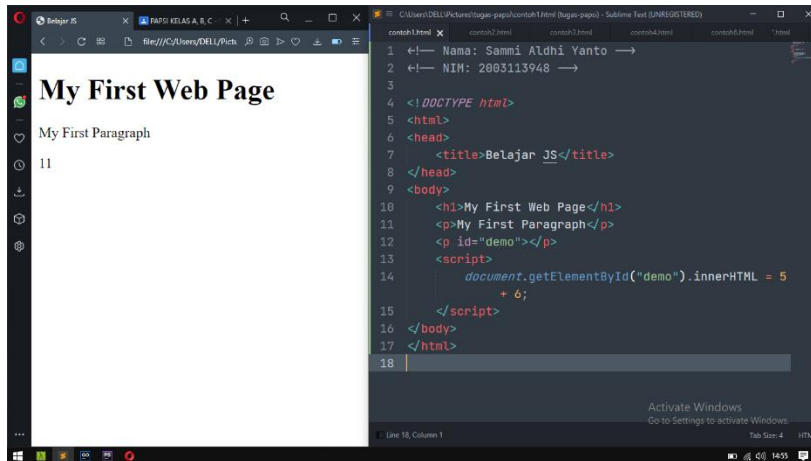 Belajar JS
PAPSI KELAS A, B, C -
file:///C:/Users/DELL/Pictu
My First Web Page
My First Paragraph
11
C:\Users\DELL\Pictures\tugas-papsi\contoh1.html (tugas-papsi) - Sublime Text (UNREGISTERED)
contoh1.html
contoh2.html
contoh3.html
contoh4.html
contoh6.html
1 <!-- Nama: Sammi Aldhi Yanto -->
2 <!-- NIM: 2003113948 -->
3
4 <!DOCTYPE html>
5 <html>
6 <head>
7 <title>Belajar JS</title>
8 </head>
9 <body>
10 <h1>My First Web Page</h1>
11 <p>My First Paragraph</p>
12 <p id="demo"></p>
13 <script>
14 document.getElementById("demo").innerHTML = 5
+ 6;
15 </script>
16 </body>
17 </html>
18
Activate Windows
Go to Settings to activate Windows.
Line 18, Column 1
Tab Size: 4
HTM
14:55